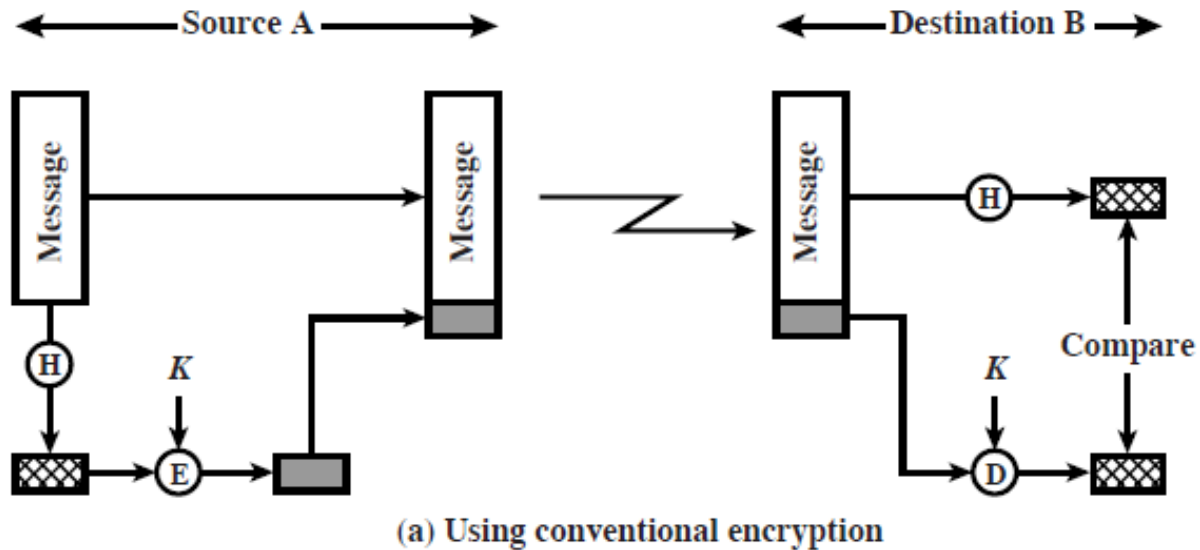 Source A
Destination B
Message
Message
Message
H
H
K
K
Compare
E
D
(a) Using conventional encryption